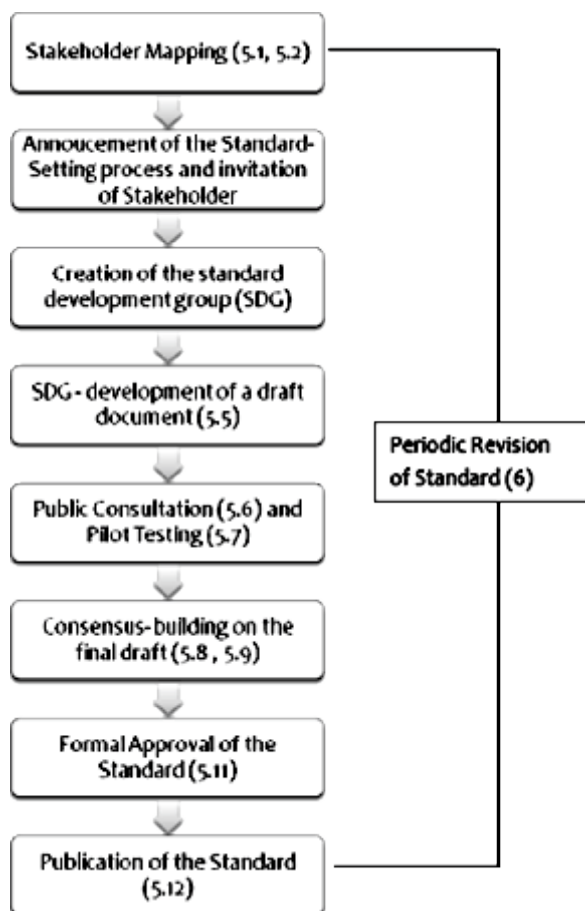 Stakeholder Mapping (5.1, 5.2)
Annoucement of the Standard-
Setting process and invitation
of Stakeholder
Creation of the standard
development group (SDG)
SDG - development of a draft
document (5.5)
Periodic Revision
of Standard (6)
Public Consultation (5.6) and
Pilot Testing (5.7)
Consensus- building on the
final draft (5.8 , 5.9)
Formal Approval of the
Standard (5.11)
Publication of the Standard
(5.12)